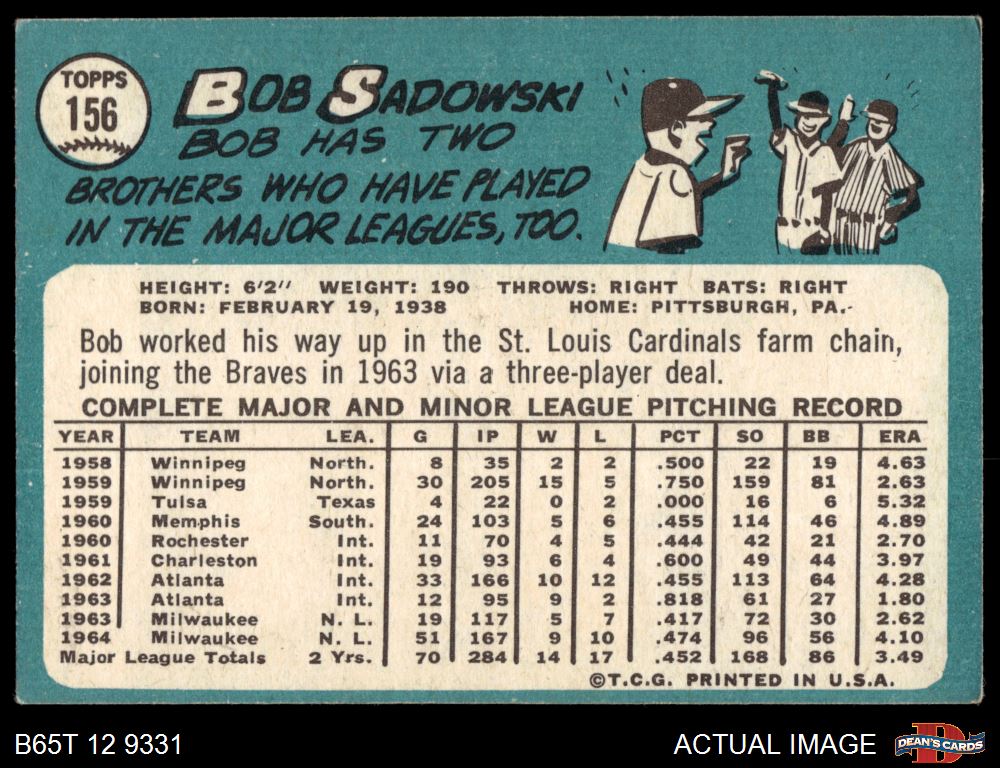 TOPPS
156
BOB SADOWSKI
BOB HAS TWO
BROTHERS WHO HAVE PLAYED
IN THE MAJOR LEAGUES, TOO.
HEIGHT: 6'2" WEIGHT: 190 THROWS: RIGHT BATS: RIGHT
BORN: FEBRUARY 19, 1938 HOME: PITTSBURGH, PA.
Bob worked his way up in the St. Louis Cardinals farm chain,
joining the Braves in 1963 via a three-player deal.
COMPLETE MAJOR AND MINOR LEAGUE PITCHING RECORD
YEAR TEAM LEA. G IP W L PCT SO BB ERA
1958 Winnipeg North. 8 35 2 2 .500 22 19 4.63
1959 Winnipeg North. 30 205 15 5 .750 159 81 2.63
1959 Tulsa Texas 4 22 0 2 .000 16 6 5.32
1960 Memphis South. 24 103 5 6 .455 114 46 4.89
1960 Rochester Int. 11 70 4 5 .444 42 21 2.70
1961 Charleston Int. 19 93 6 4 .600 49 44 3.97
1962 Atlanta Int. 33 166 10 12 .455 113 64 4.28
1963 Atlanta Int. 12 95 9 2 .818 61 27 1.80
1963 Milwaukee N. L. 19 117 5 7 .417 72 30 2.62
1964 Milwaukee N. L. 51 167 9 10 .474 96 56 4.10
Major League Totals 2 Yrs. 70 284 14 17 .452 168 86 3.49
©T.C.G. PRINTED IN U.S.A.
B65T 12 9331
ACTUAL IMAGE
D
DEAN'S CARDS